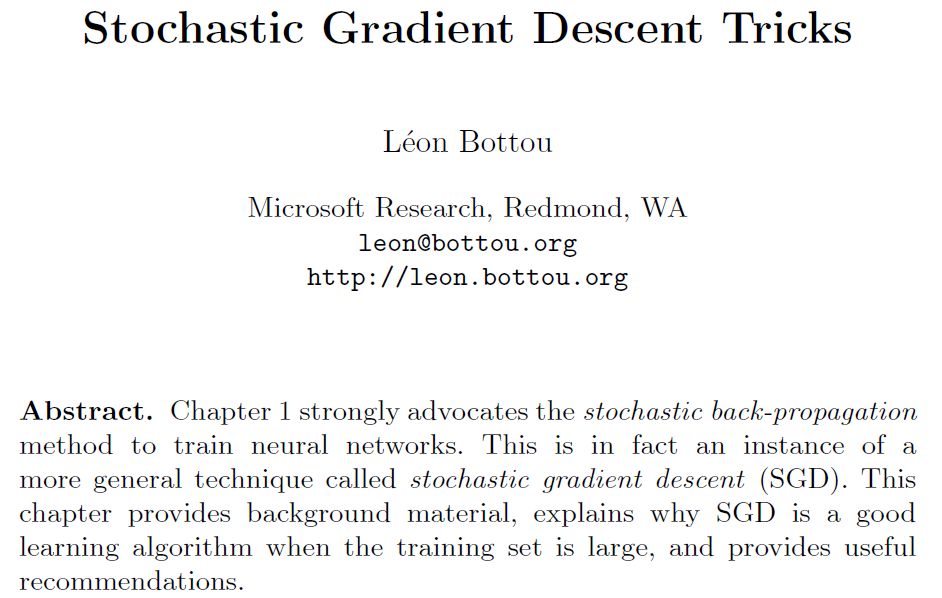 Stochastic Gradient Descent Tricks
Léon Bottou
Microsoft Research, Redmond, WA
leon@bottou.org
http://leon.bottou.org
Abstract. Chapter 1 strongly advocates the stochastic back-propagation
method to train neural networks. This is in fact an instance of a
more general technique called stochastic gradient descent (SGD). This
chapter provides background material, explains why SGD is a good
learning algorithm when the training set is large, and provides useful
recommendations.